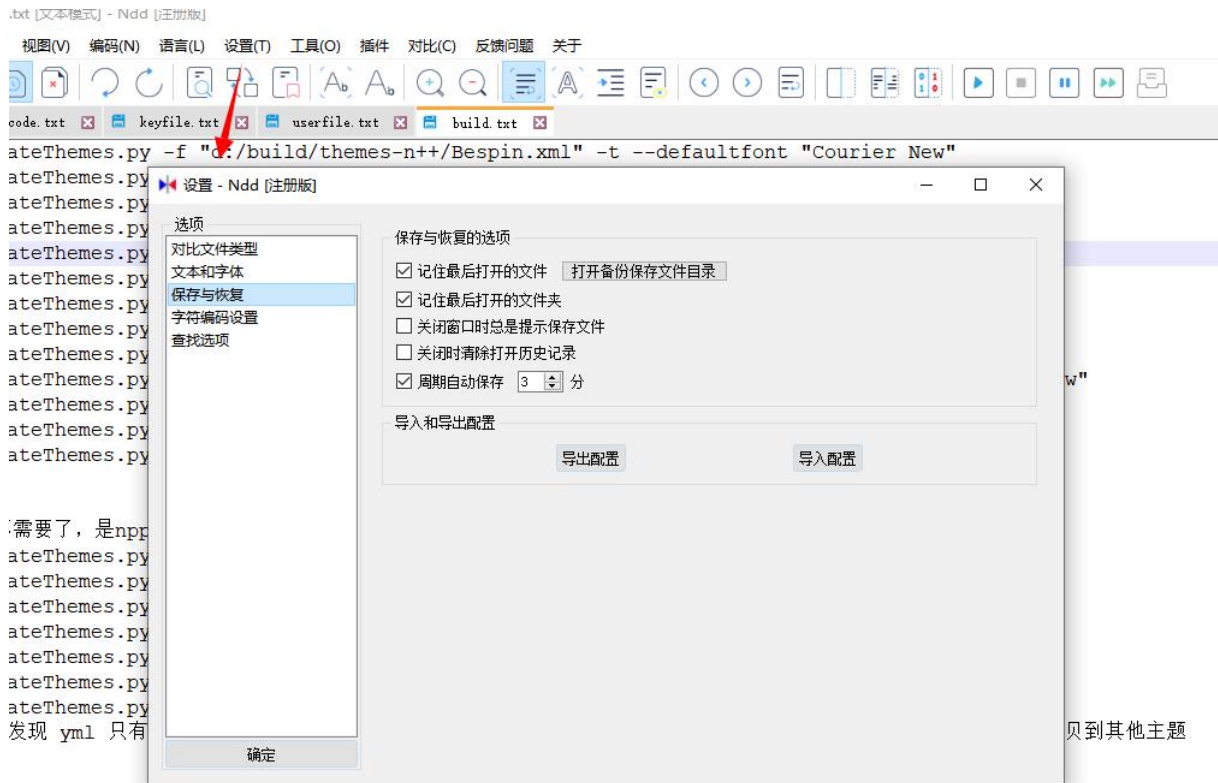 .txt [文本模式] - Ndd [注册版]
视图(V) 编码(N) 语言(L) 设置(T) 工具(O) 插件 对比(C) 反馈问题 关于
code.txt keyfile.txt userfile.txt build.txt
ateThemes.py -f "d:/build/themes-n++/Bespin.xml" -t --defaultfont "Courier New"
ateThemes.py
设置 - Ndd [注册版]
ateThemes.py
ateThemes.py
选项
保存与恢复的选项
ateThemes.py
对比文件类型
ateThemes.py
文本和字体
记住最后打开的文件 打开备份保存文件目录
ateThemes.py
保存与恢复
记住最后打开的文件夹
ateThemes.py
字符编码设置
关闭窗口时总是提示保存文件
ateThemes.py
查找选项
关闭时清除打开历史记录
ateThemes.py
周期自动保存 3 分
w"
ateThemes.py
导入和导出配置
ateThemes.py
ateThemes.py
导出配置 导入配置
需要了，是npp
ateThemes.py
ateThemes.py
ateThemes.py
ateThemes.py
ateThemes.py
ateThemes.py
ateThemes.py
发现 yml 只有
贝到其他主题
确定